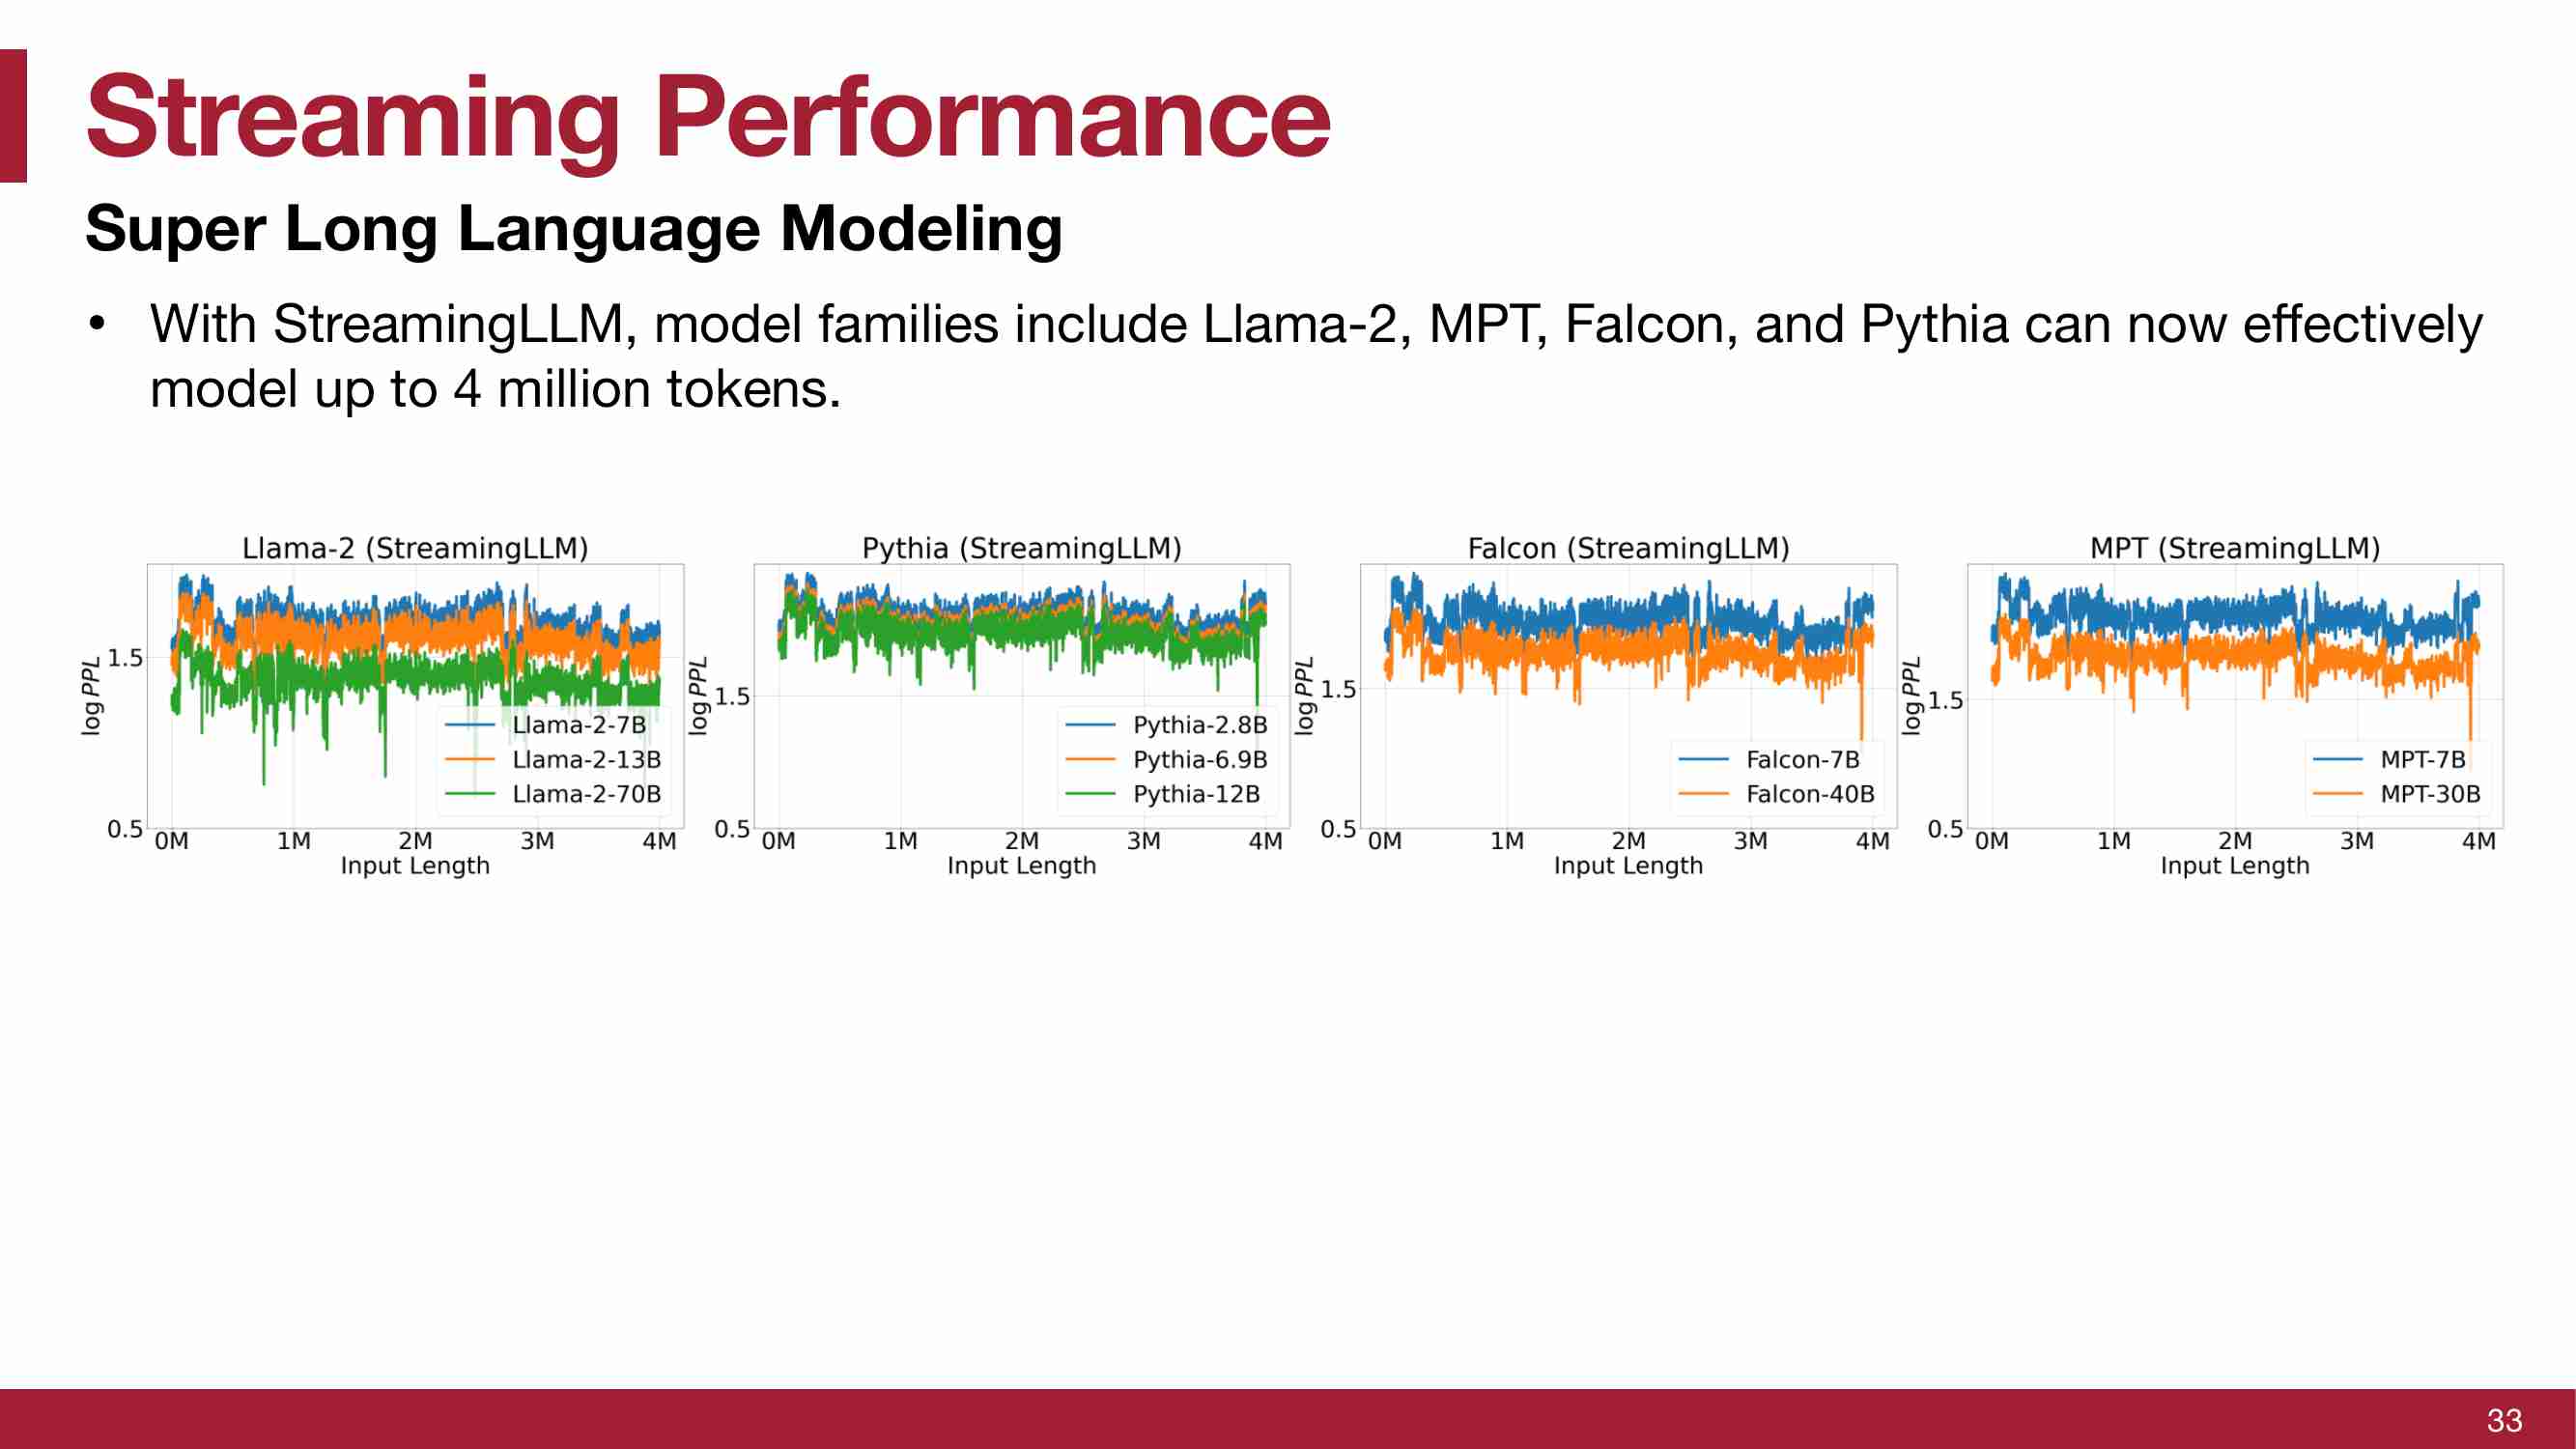 Streaming Performance
Super Long Language Modeling
• With StreamingLLM, model families include Llama-2, MPT, Falcon, and Pythia can now effectively
model up to 4 million tokens.
Llama-2 (StreamingLLM)
log PPL
1.5
0.5
Llama-2-7B
Llama-2-13B
Llama-2-70B
0M 1M 2M 3M 4M
Input Length
Pythia (StreamingLLM)
log PPL
1.5
0.5
Pythia-2.8B
Pythia-6.9B
Pythia-12B
0M 1M 2M 3M 4M
Input Length
Falcon (StreamingLLM)
log PPL
1.5
0.5
Falcon-7B
Falcon-40B
0M 1M 2M 3M 4M
Input Length
MPT (StreamingLLM)
log PPL
1.5
0.5
MPT-7B
MPT-30B
0M 1M 2M 3M 4M
Input Length
33